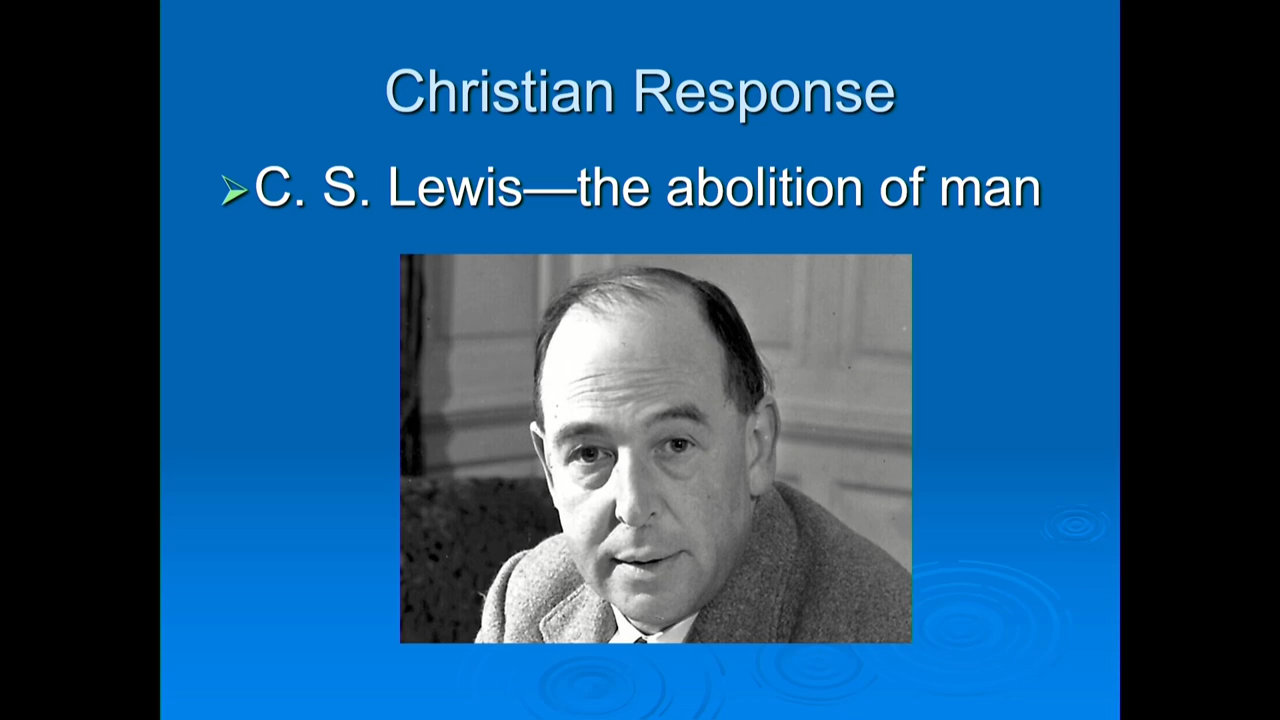 Christian Response
C. S. Lewis—the abolition of man